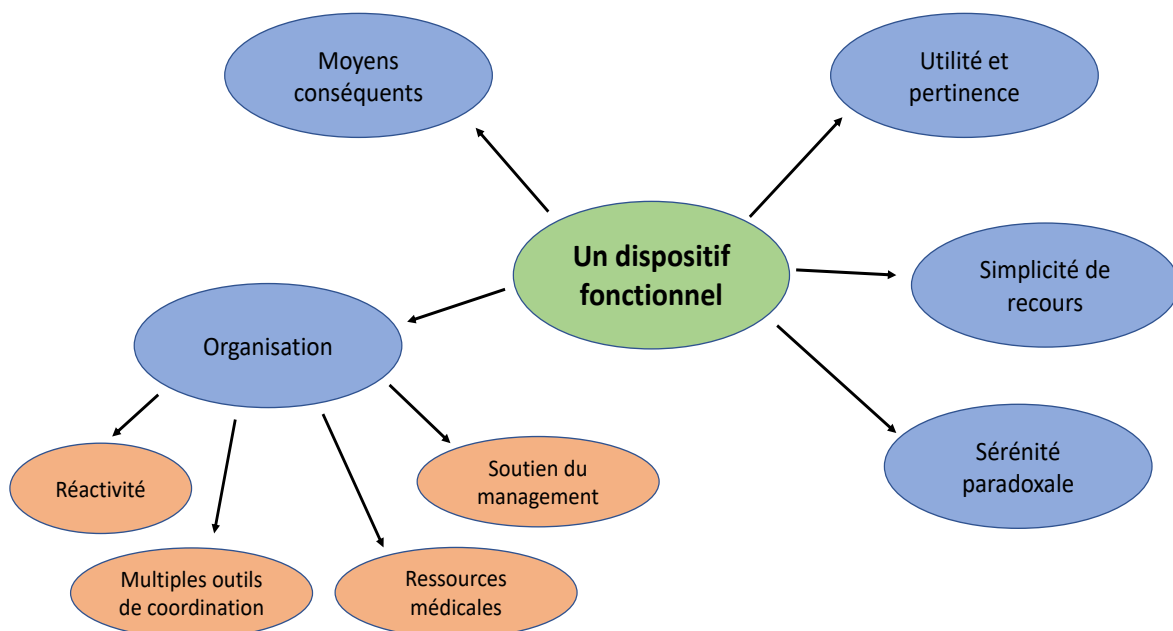 Moyens
conséquents
Utilité et
pertinence
Un dispositif
fonctionnel
Simplicité de
recours
Organisation
Sérénité
paradoxale
Soutien du
management
Réactivité
Multiples outils
de coordination
Ressources
médicales